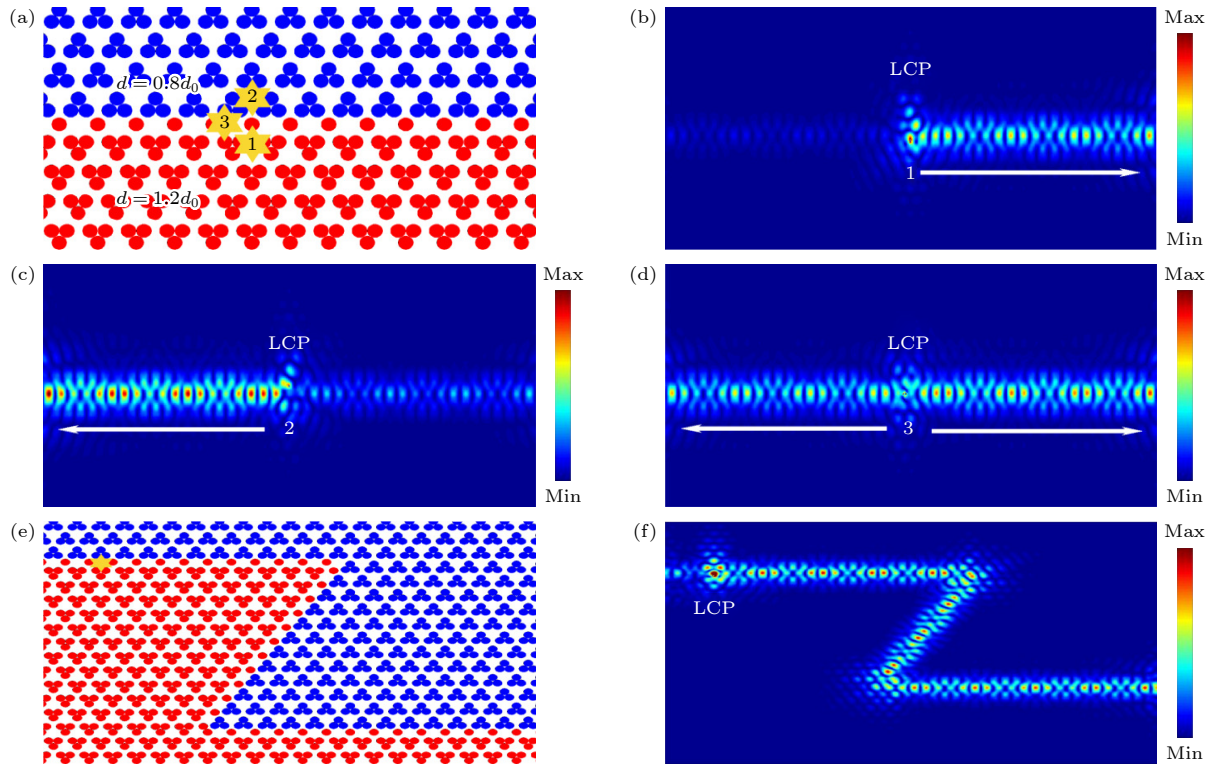 (a)
d = 0.8d₀
2
3
1
d = 1.2d₀
(b)
LCP
1
Max
Min
(c)
LCP
2
Max
Min
(d)
LCP
3
Max
Min
(e)
(f)
LCP
Max
Min